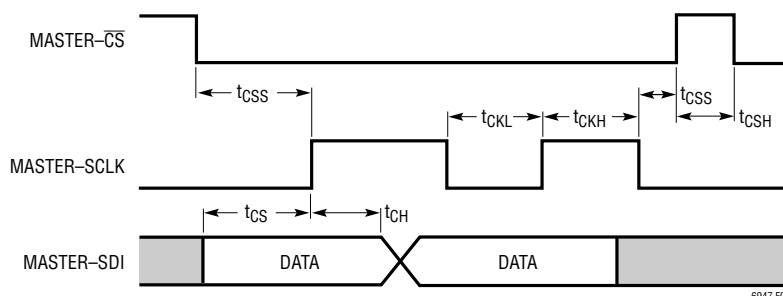 MASTER–CS
tCSS
tCSS
tCKL
tCKH
tCSH
MASTER–SCLK
tCS
tCH
MASTER–SDI
DATA
DATA